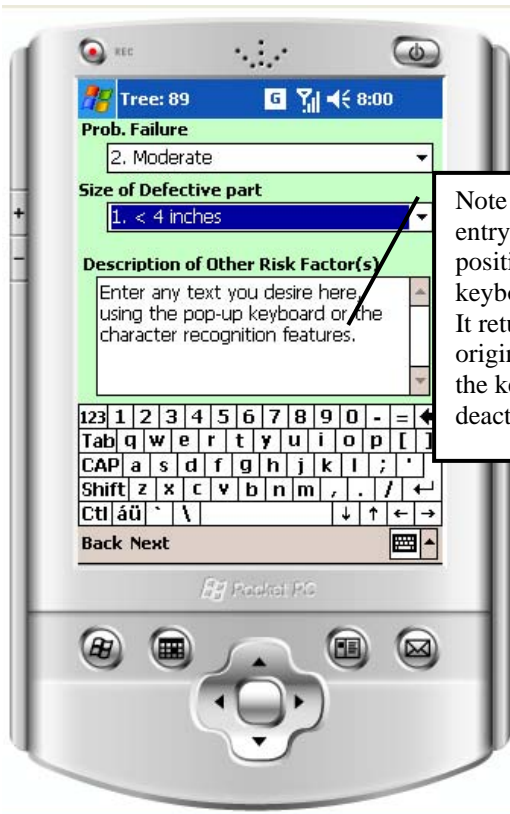 REC
Tree: 89 G 8:00
Prob. Failure
2. Moderate
Size of Defective part
1. < 4 inches
Description of Other Risk Factor(s)
Enter any text you desire here,
using the pop-up keyboard or the
character recognition features.
Note
entry
positi
keybo
It retu
origin
the ke
deact
123 1 2 3 4 5 6 7 8 9 0 - =
Tab q w e r t y u i o p [ ]
CAP a s d f g h j k l ; '
Shift z x c v b n m , . / ↵
Ctl áü ` \ ↓ ↑ ← →
Back Next
Pocket PC
+
-